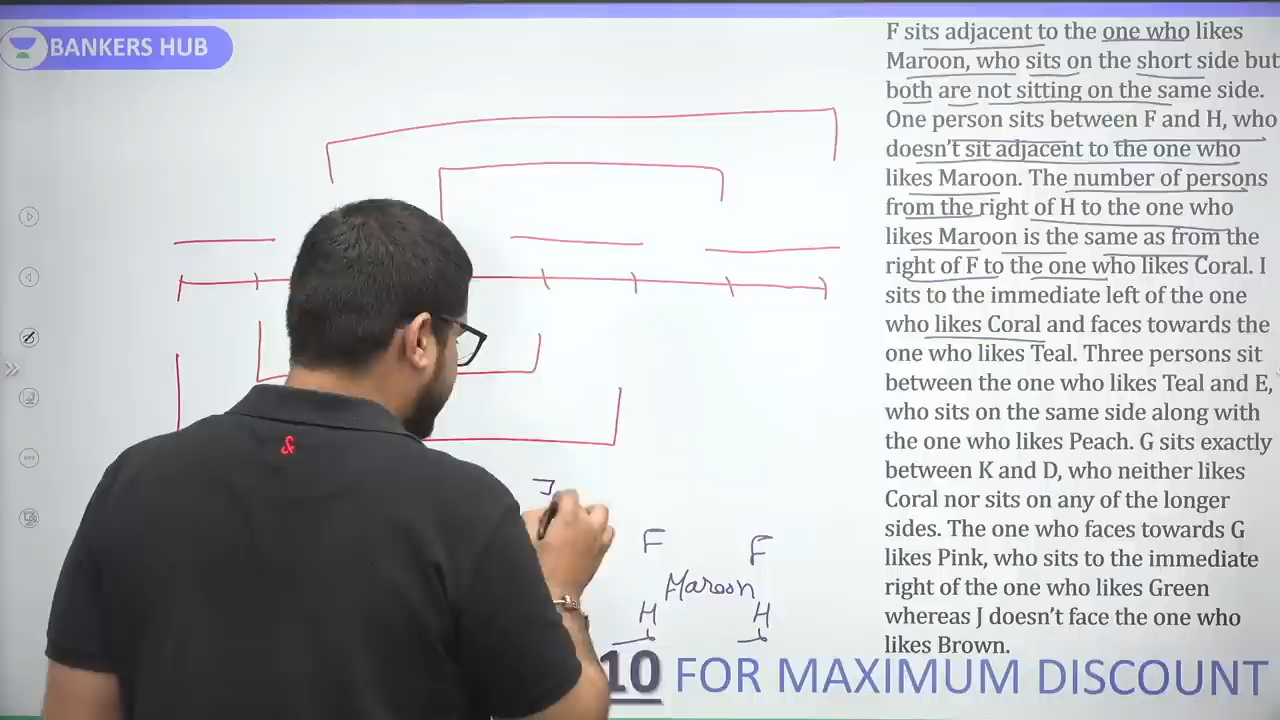 BANKERS HUB
F sits adjacent to the one who likes
Maroon, who sits on the short side but
both are not sitting on the same side.
One person sits between F and H, who
doesn't sit adjacent to the one who
likes Maroon. The number of persons
from the right of H to the one who
likes Maroon is the same as from the
right of F to the one who likes Coral. I
sits to the immediate left of the one
who likes Coral and faces towards the
one who likes Teal. Three persons sit
between the one who likes Teal and E,
who sits on the same side along with
the one who likes Peach. G sits exactly
between K and D, who neither likes
Coral nor sits on any of the longer
sides. The one who faces towards G
likes Pink, who sits to the immediate
right of the one who likes Green
whereas J doesn't face the one who
likes Brown.
F F
Maroon
H H
10 FOR MAXIMUM DISCOUNT